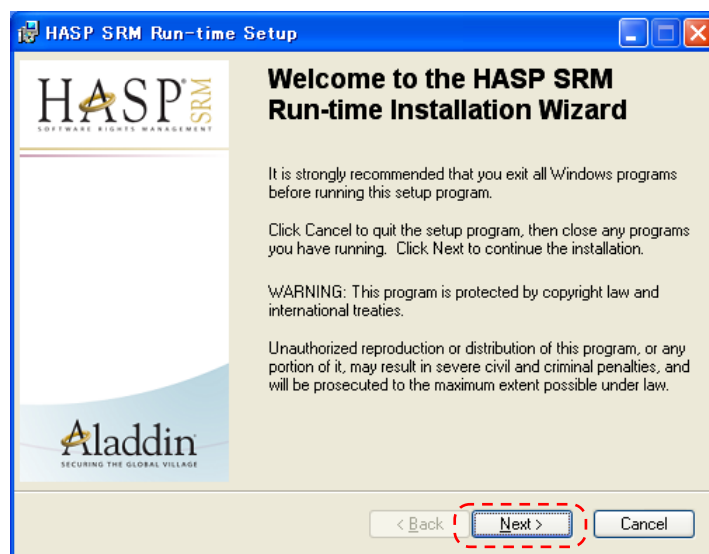 HASP SRM Run-time Setup
HASP SRM
SOFTWARE RIGHTS MANAGEMENT
Welcome to the HASP SRM
Run-time Installation Wizard
It is strongly recommended that you exit all Windows programs
before running this setup program.
Click Cancel to quit the setup program, then close any programs
you have running. Click Next to continue the installation.
WARNING: This program is protected by copyright law and
international treaties.
Unauthorized reproduction or distribution of this program, or any
portion of it, may result in severe civil and criminal penalties, and
will be prosecuted to the maximum extent possible under law.
Aladdin
SECURING THE GLOBAL VILLAGE
< Back
Next >
Cancel